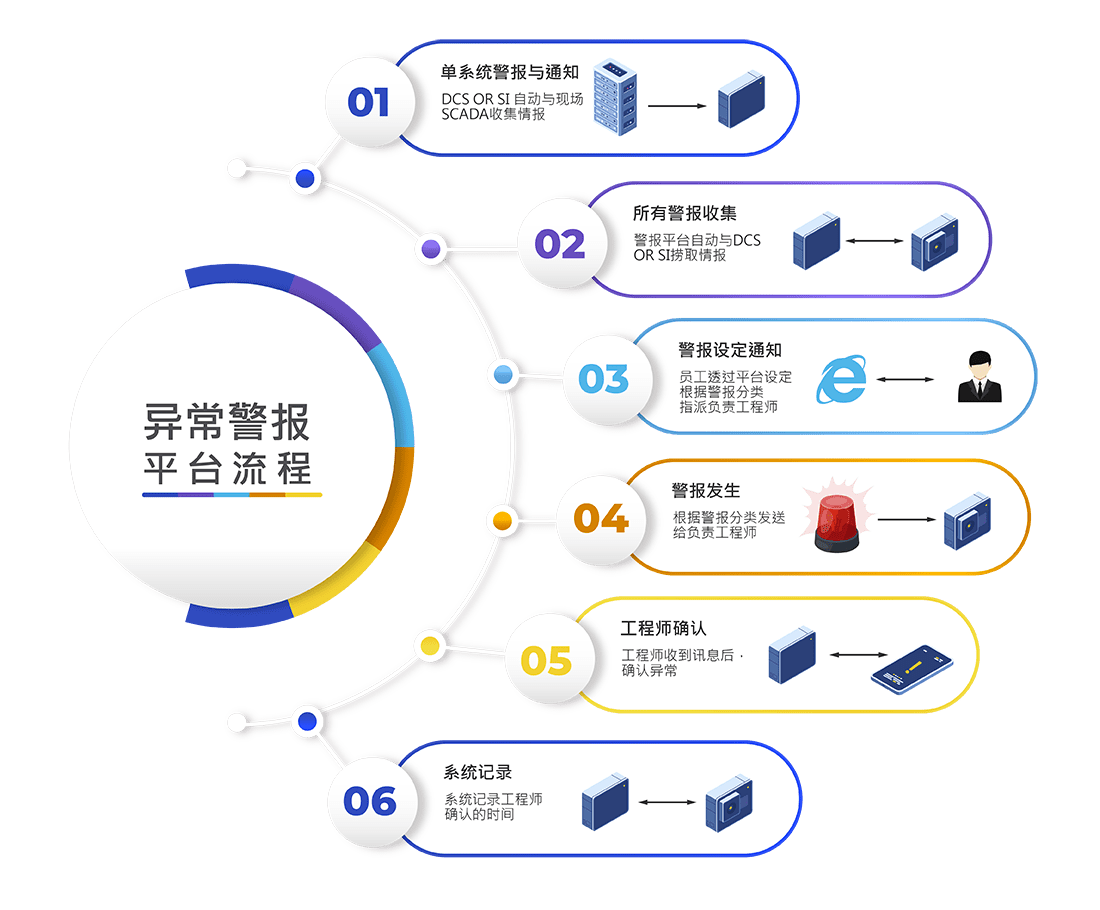 异常警报
平台流程
01
单系统警报与通知
DCS OR SI 自动与现场
SCADA收集情报
02
所有警报收集
警报平台自动与DCS
OR SI捞取情报
03
警报设定通知
员工透过平台设定
根据警报分类
指派负责工程师
04
警报发生
根据警报分类发送
给负责工程师
05
工程师确认
工程师收到讯息后，
确认异常
06
系统记录
系统记录工程师
确认的时间